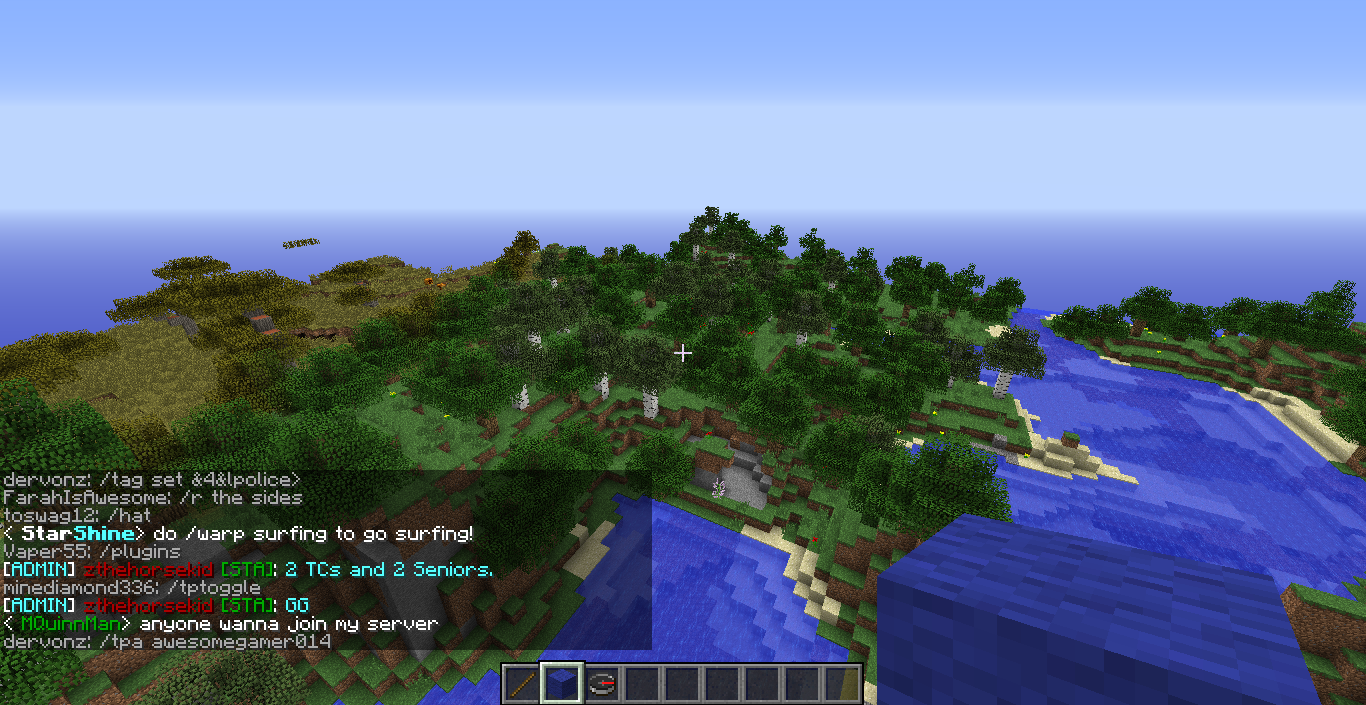 dervonz: /tag set &4&lpolice>
FarahIsAwesome: /r the sides
toswag12: /hat
< StarShine> do /warp surfing to go surfing!
Vaper55: /plugins
[ADMIN] zthehorsekid [STA]: 2 TCs and 2 Seniors.
minediamond336: /tptoggle
[ADMIN] zthehorsekid [STA]: GG
< MQuinnMan> anyone wanna join my server
dervonz: /tpa awesomegamer014